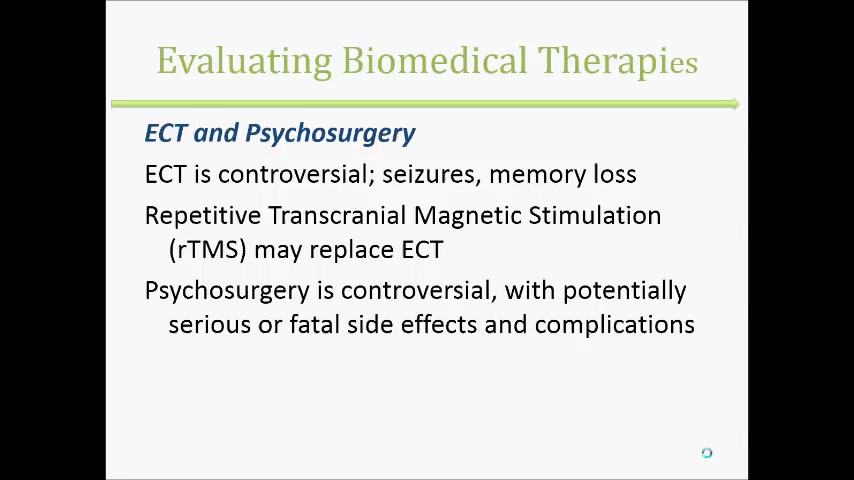 Evaluating Biomedical Therapies
ECT and Psychosurgery
ECT is controversial; seizures, memory loss
Repetitive Transcranial Magnetic Stimulation
(rTMS) may replace ECT
Psychosurgery is controversial, with potentially
serious or fatal side effects and complications